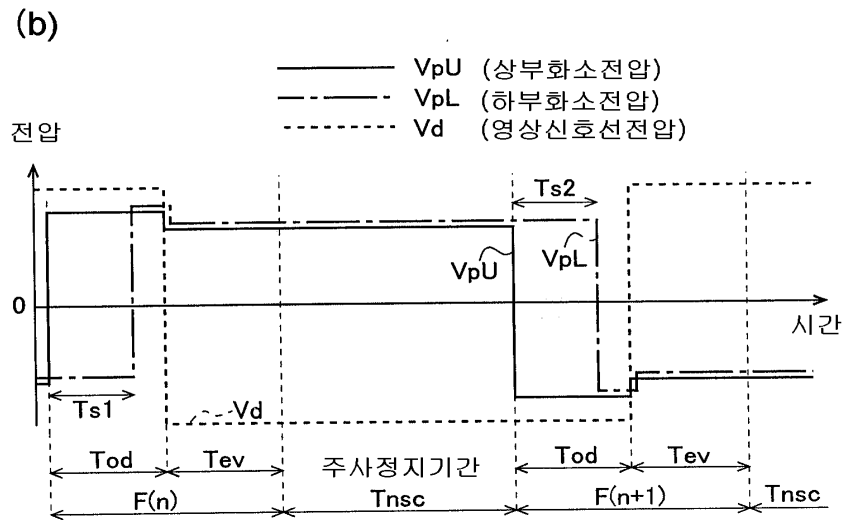 (b)
VpU (상부화소전압)
VpL (하부화소전압)
Vd (영상신호선전압)
전압
Ts2
VpU
VpL
0
시간
Ts1
Vd
Tod
Tev
주사정지기간
Tod
Tev
F(n)
Tnsc
F(n+1)
Tnsc